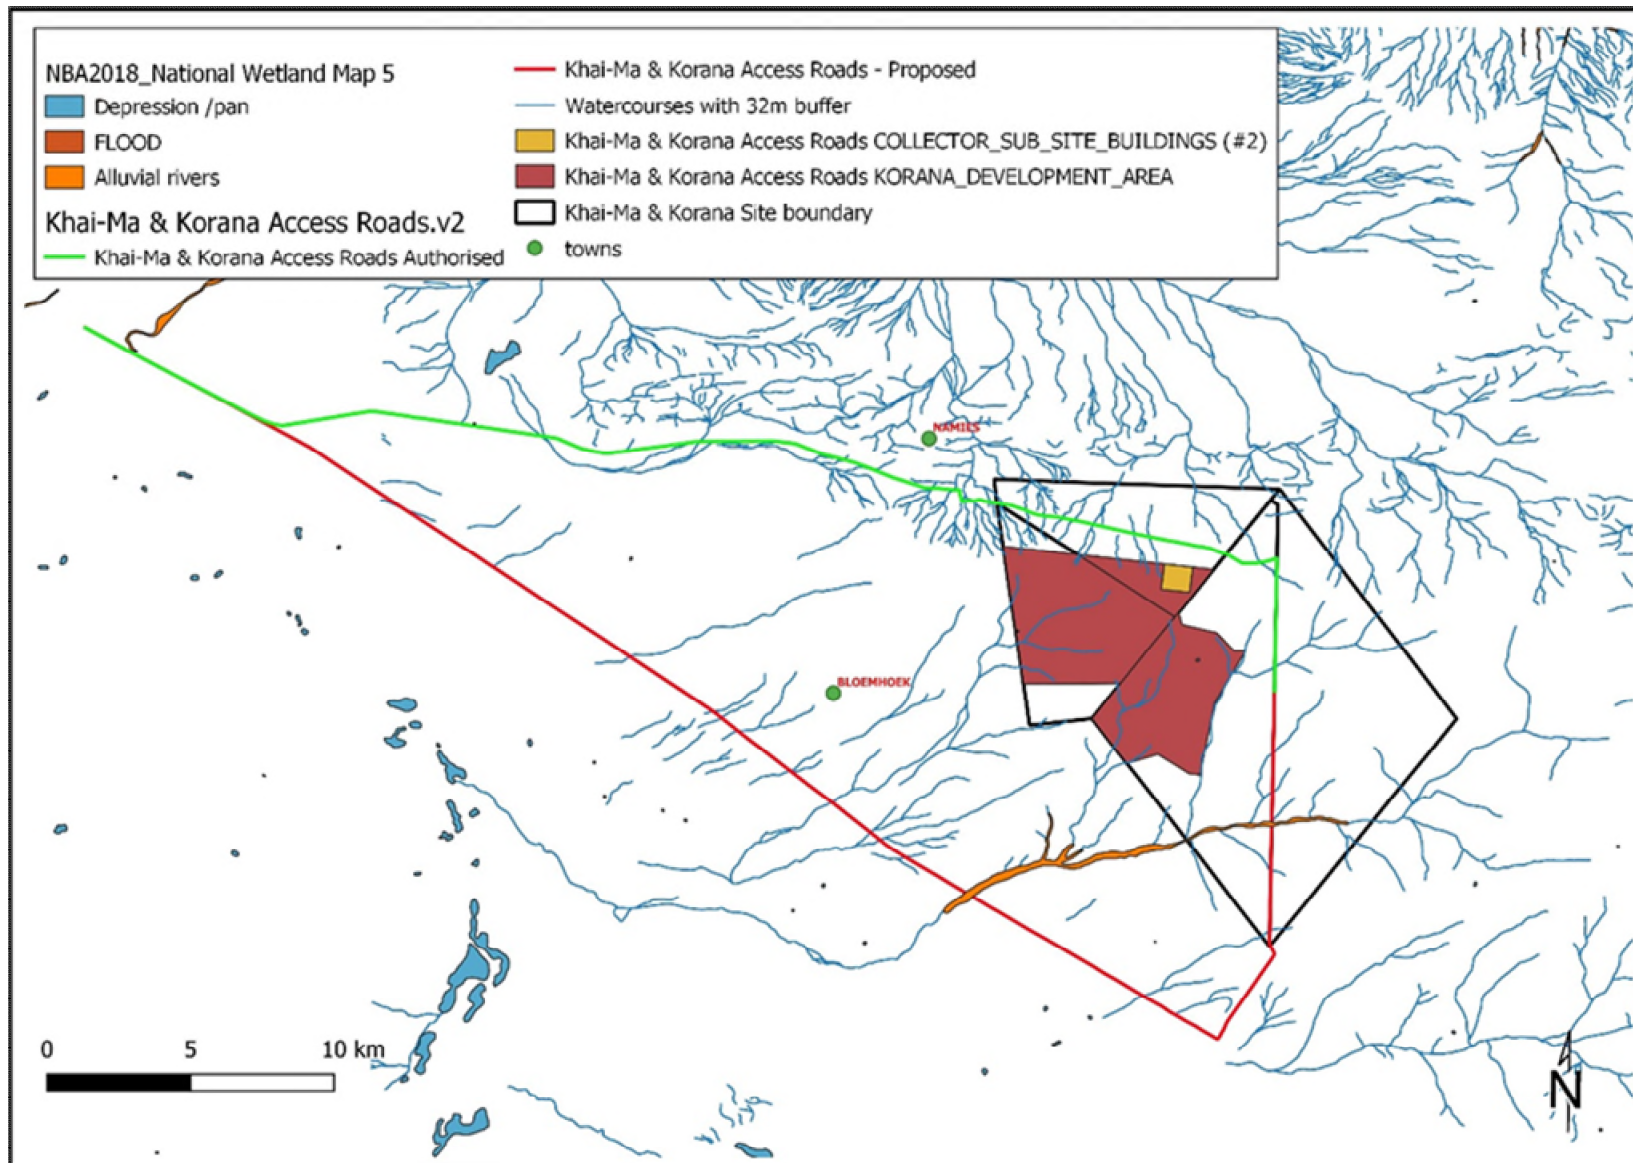 NBA2018_National Wetland Map 5
Depression /pan
FLOOD
Alluvial rivers
Khai-Ma & Korana Access Roads.v2
Khai-Ma & Korana Access Roads Authorised
Khai-Ma & Korana Access Roads - Proposed
Watercourses with 32m buffer
Khai-Ma & Korana Access Roads COLLECTOR_SUB_SITE_BUILDINGS (#2)
Khai-Ma & Korana Access Roads KORANA_DEVELOPMENT_AREA
Khai-Ma & Korana Site boundary
towns
NAMIES
BLOEMHOEK
0 5 10 km
N